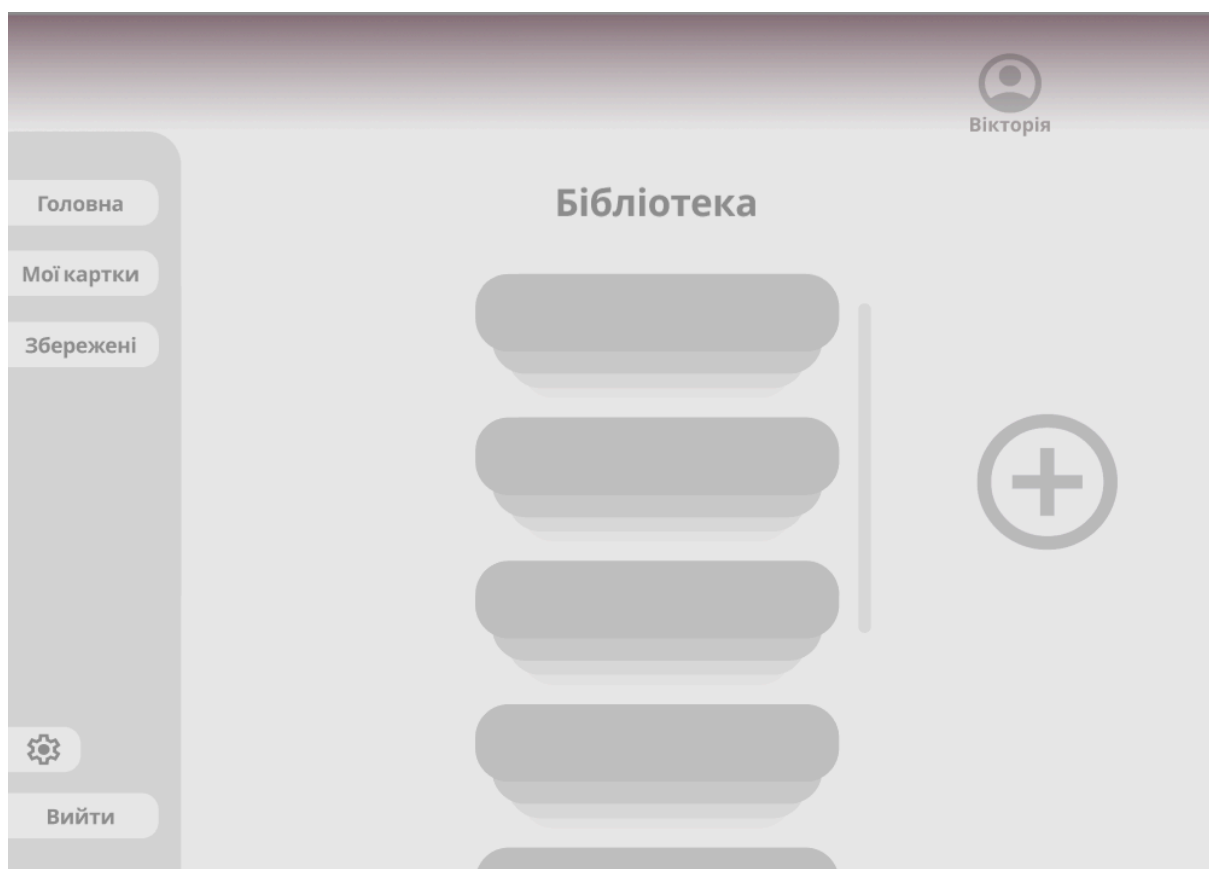 Вікторія
Головна
Бібліотека
Мої картки
Збережені
Вийти